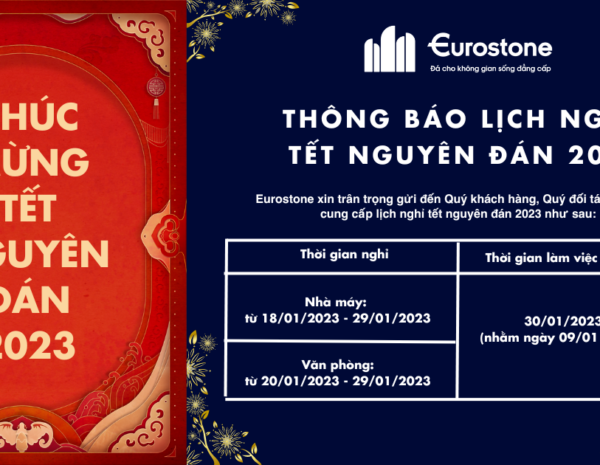 HÚC
ỪNG
TẾT
GUYÊN
ĐÁN
2023
Eurostone
Đá cho không gian sống đẳng cấp
THÔNG BÁO LỊCH NG
TẾT NGUYÊN ĐÁN 20
Eurostone xin trân trọng gửi đến Quý khách hàng, Quý đối tá
cung cấp lịch nghỉ tết nguyên đán 2023 như sau:
Thời gian nghỉ
Thời gian làm việc
Nhà máy:
từ 18/01/2023 - 29/01/2023
30/01/2023
(nhằm ngày 09/01
Văn phòng:
từ 20/01/2023 - 29/01/2023